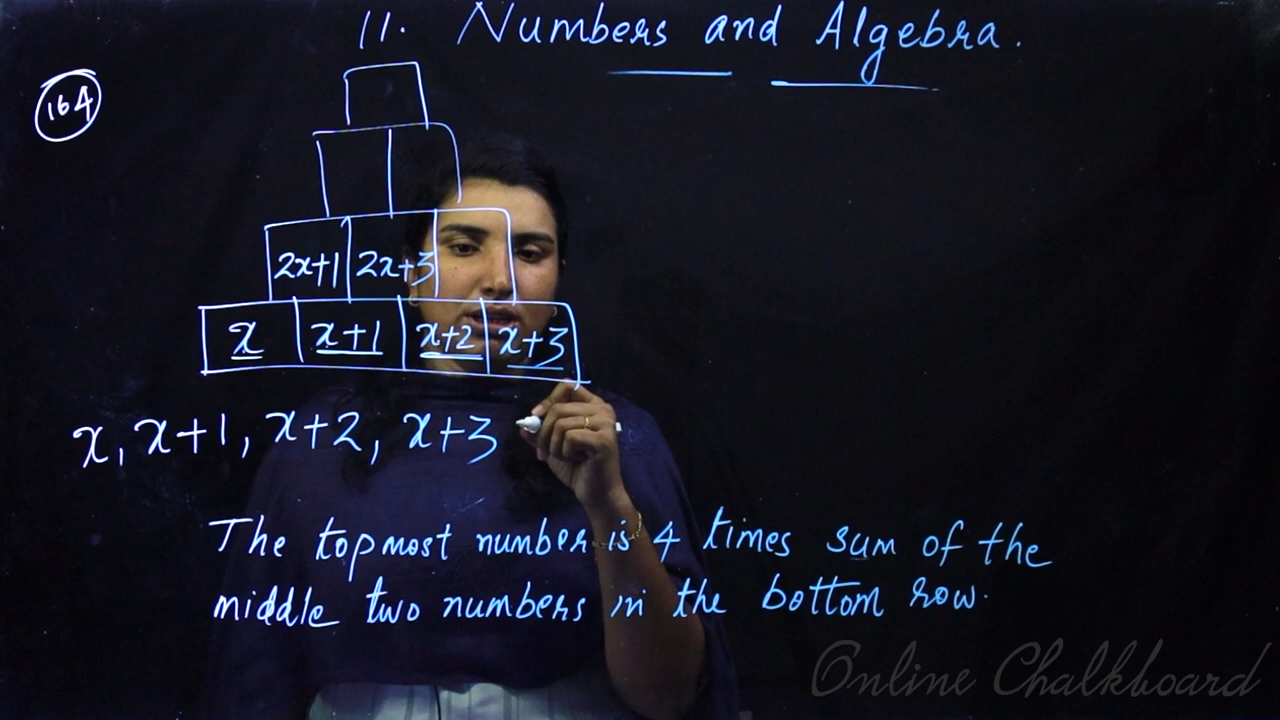 11. Numbers and Algebra.
164
2x+1 2x+3
x x+1 x+2 x+3
x, x+1, x+2, x+3
The topmost number is 4 times sum of the
middle two numbers in the bottom row.
Online Chalkboard